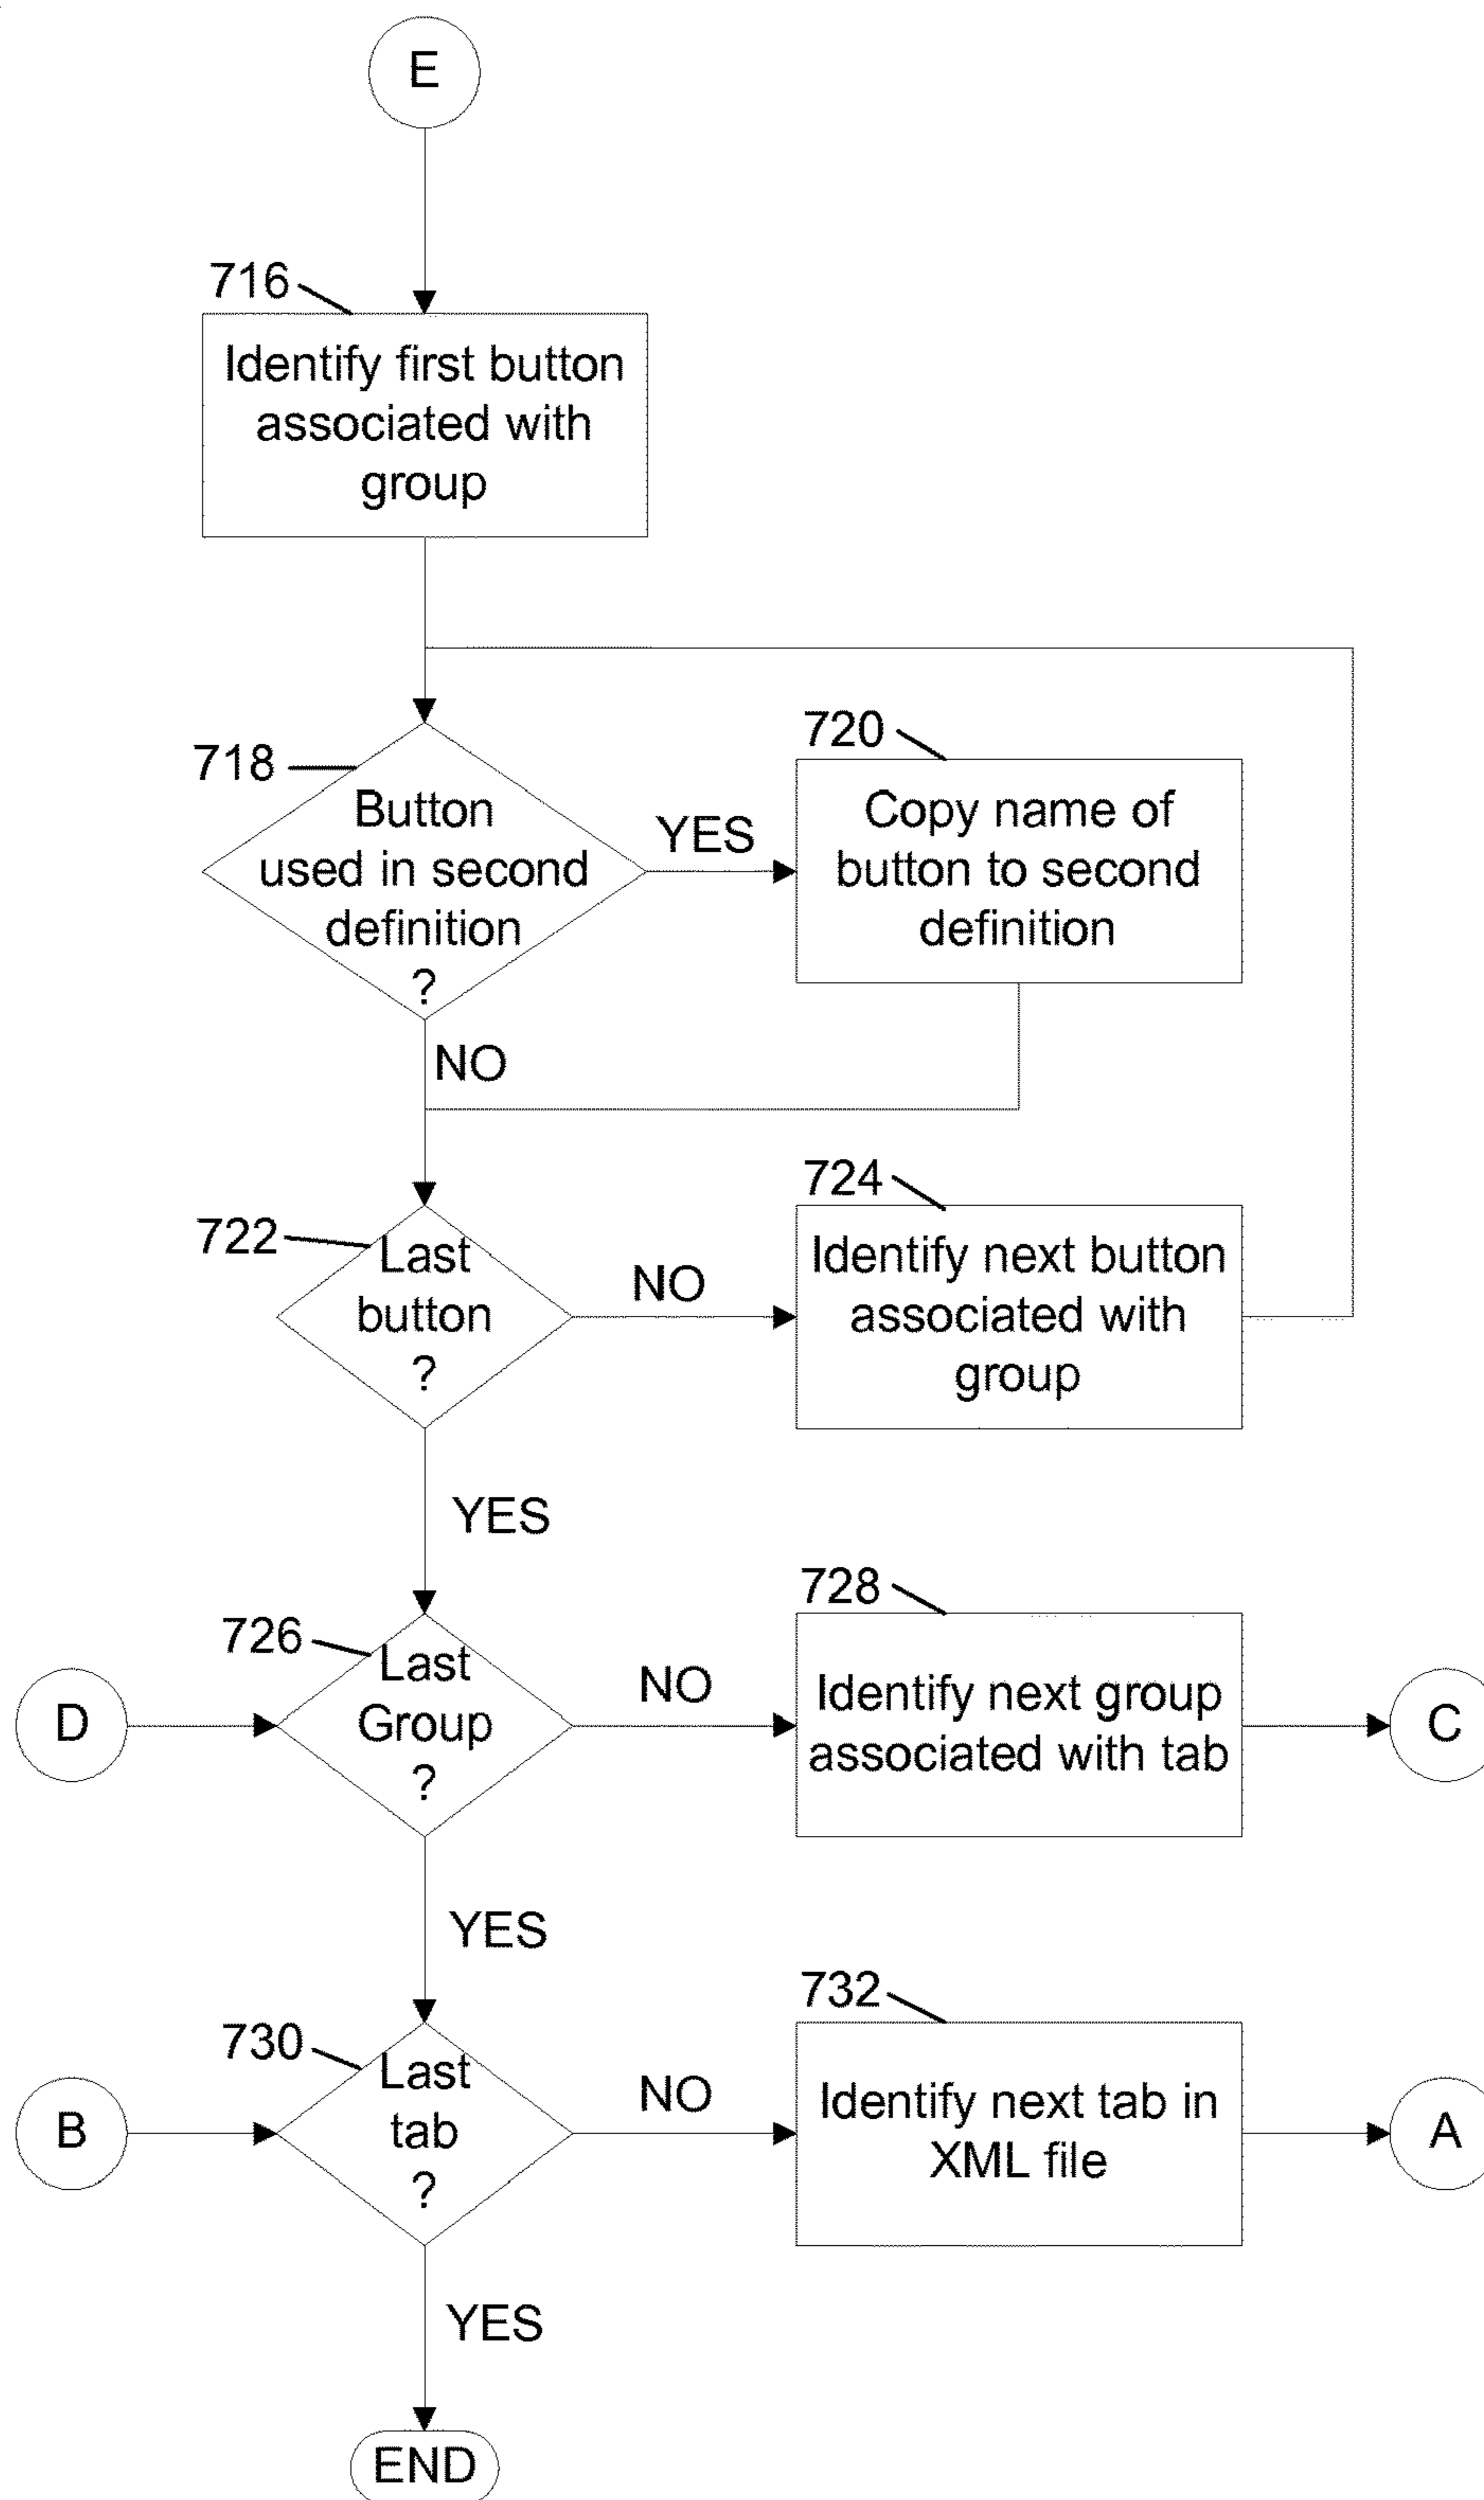 E
716
Identify first button
associated with
group
718
Button
used in second
definition
?
YES
720
Copy name of
button to second
definition
NO
722
Last
button
?
NO
724
Identify next button
associated with
group
YES
D
726
Last
Group
?
NO
728
Identify next group
associated with tab
C
YES
B
730
Last
tab
?
NO
732
Identify next tab in
XML file
A
YES
END